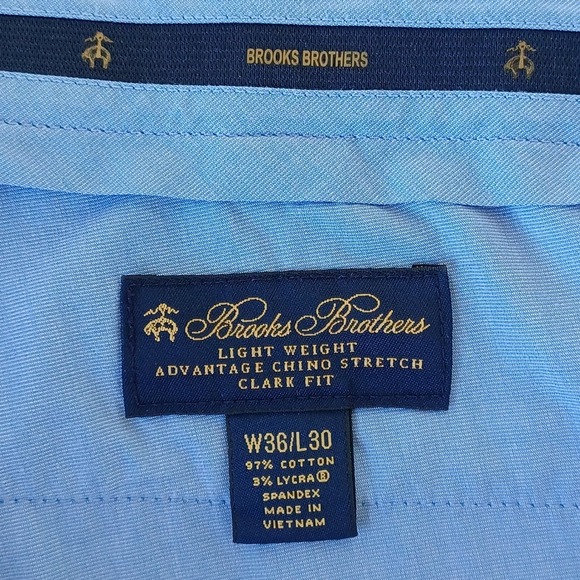 BROOKS BROTHERS
Brooks Brothers
LIGHT WEIGHT
ADVANTAGE CHINO STRETCH
CLARK FIT
W36/L30
97% COTTON
3% LYCRA®
SPANDEX
MADE IN
VIETNAM